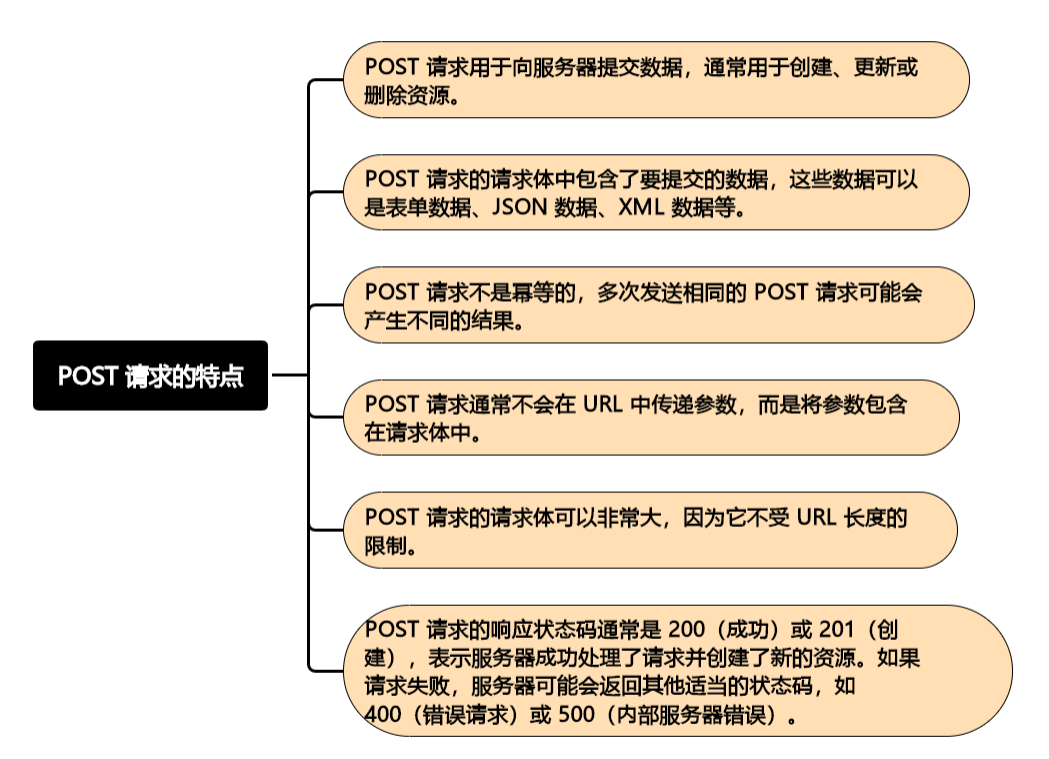 POST 请求用于向服务器提交数据，通常用于创建、更新或
删除资源。
POST 请求的请求体中包含了要提交的数据，这些数据可以
是表单数据、JSON 数据、XML 数据等。
POST 请求不是幂等的，多次发送相同的 POST 请求可能会
产生不同的结果。
POST 请求的特点
POST 请求通常不会在 URL 中传递参数，而是将参数包含
在请求体中。
POST 请求的请求体可以非常大，因为它不受 URL 长度的
限制。
POST 请求的响应状态码通常是 200（成功）或 201（创
建），表示服务器成功处理了请求并创建了新的资源。如果
请求失败，服务器可能会返回其他适当的状态码，如
400（错误请求）或 500（内部服务器错误）。